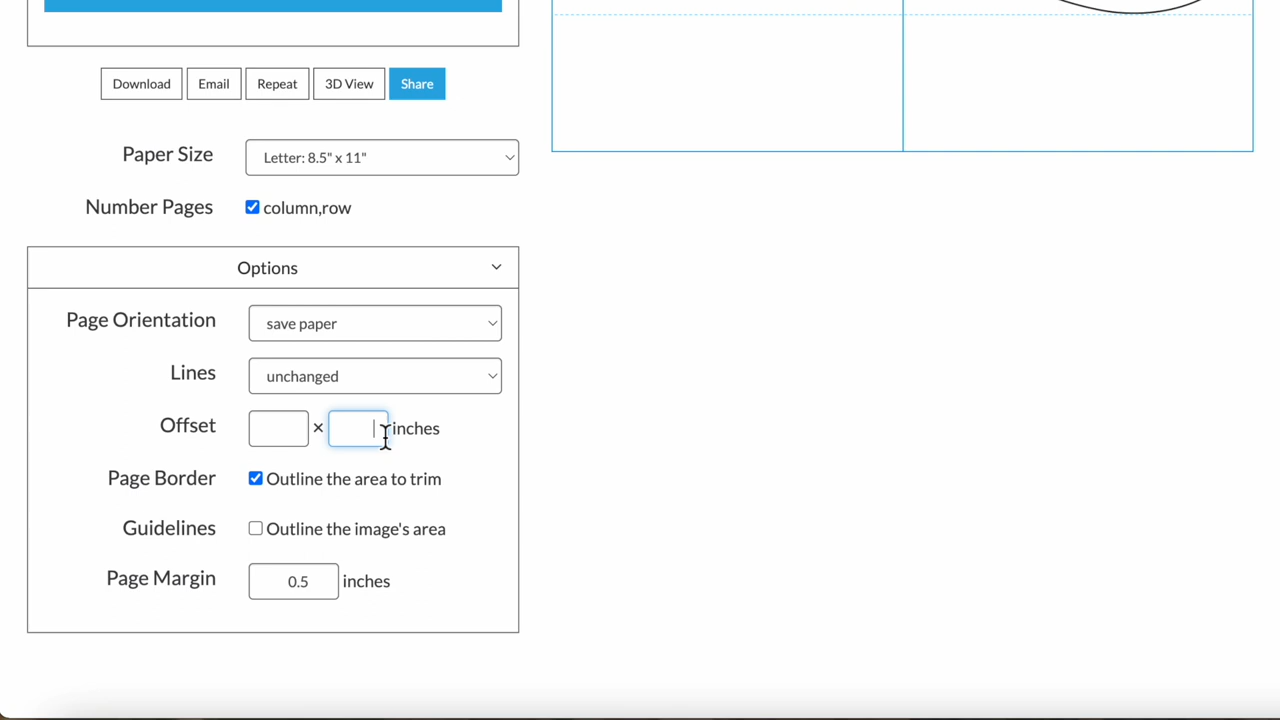 Download Email Repeat 3D View Share
Paper Size Letter: 8.5" x 11"
Number Pages column,row
Options
Page Orientation save paper
Lines unchanged
Offset × inches
Page Border Outline the area to trim
Guidelines Outline the image's area
Page Margin 0.5 inches